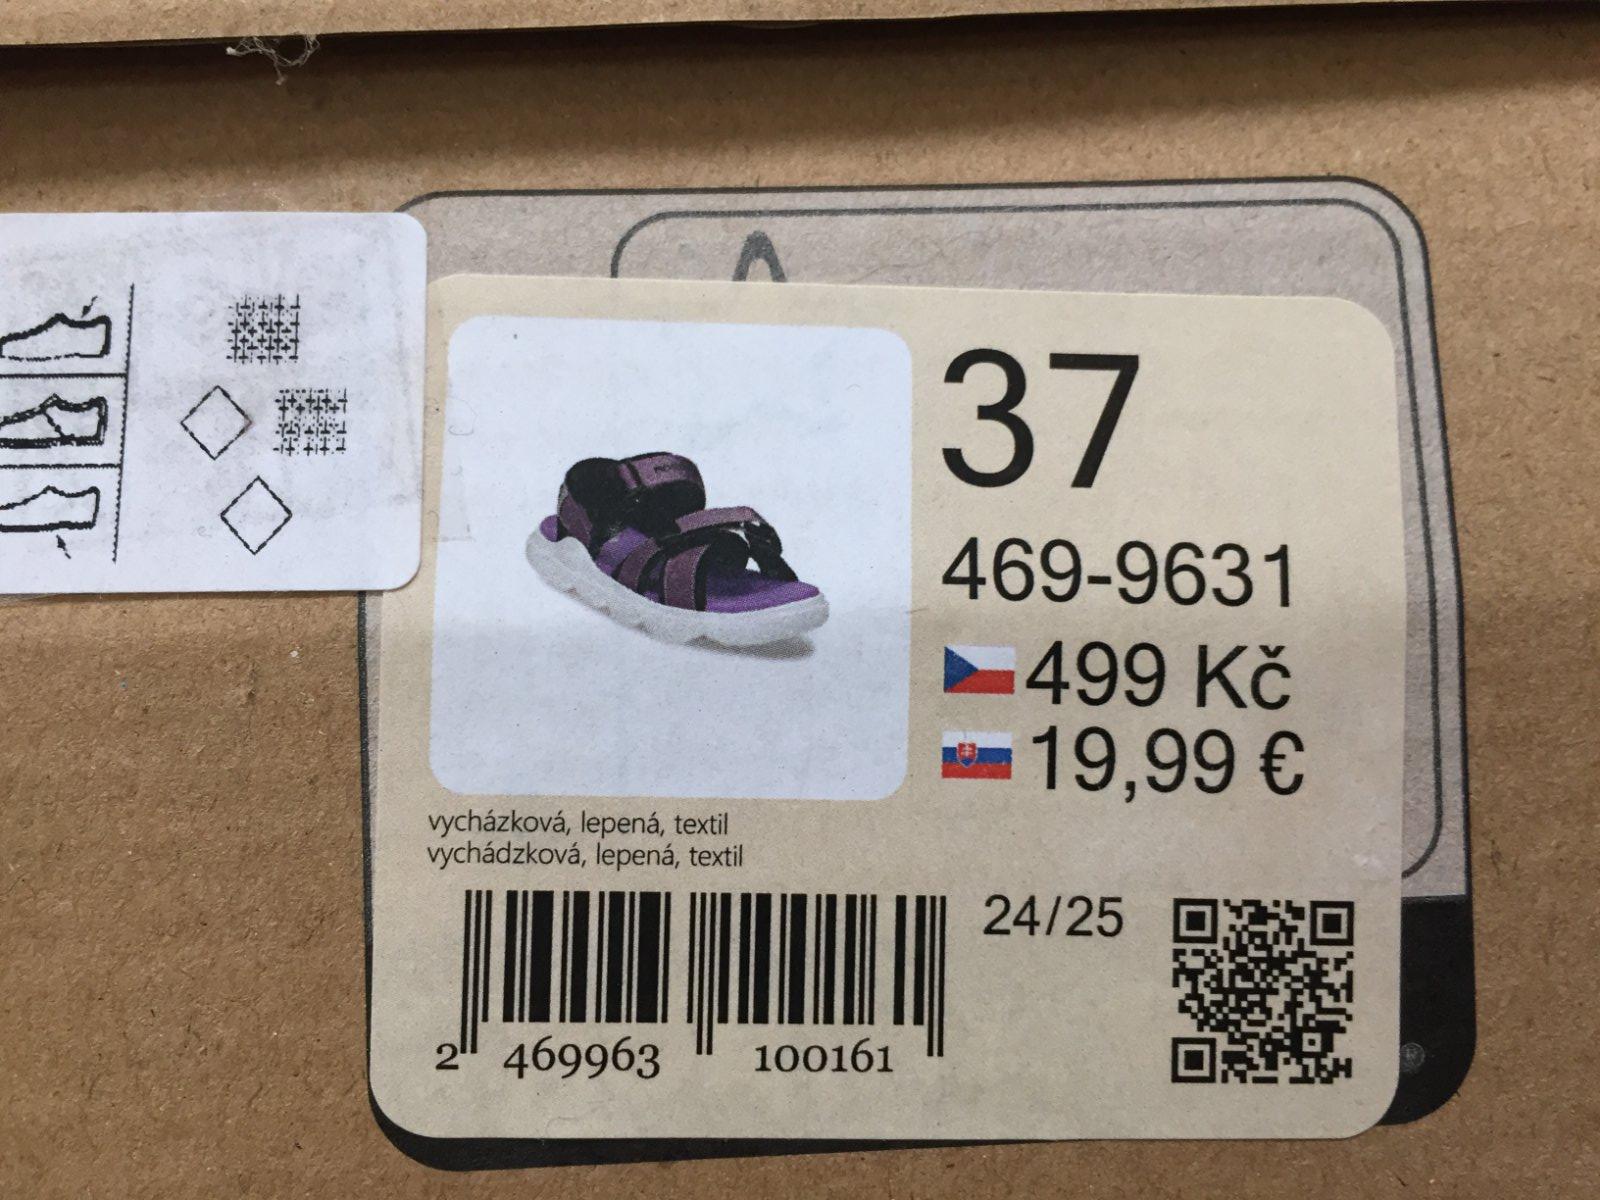 37
469-9631
499 Kč
19,99 €
vycházková, lepená, textil
vychádzková, lepená, textil
24/25
2 469963 100161